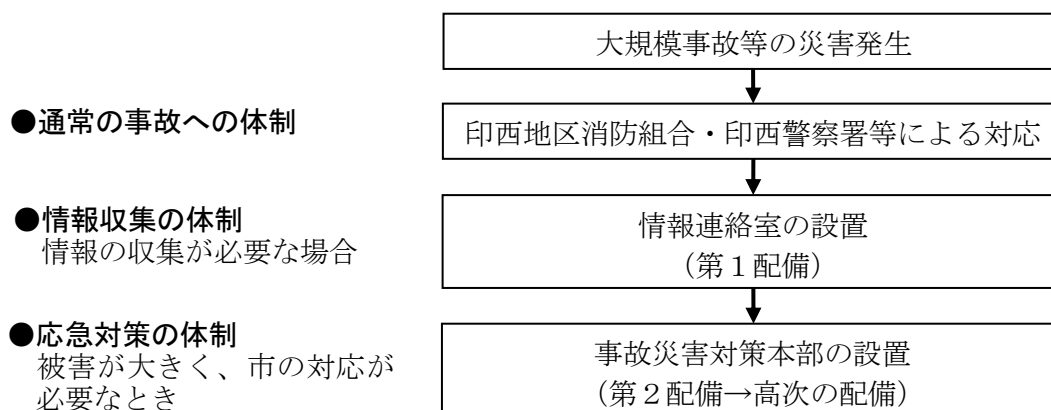 大規模事故等の災害発生
●通常の事故への体制
印西地区消防組合・印西警察署等による対応
●情報収集の体制
情報の収集が必要な場合
情報連絡室の設置
（第１配備）
●応急対策の体制
被害が大きく、市の対応が
必要なとき
事故災害対策本部の設置
（第２配備→高次の配備）